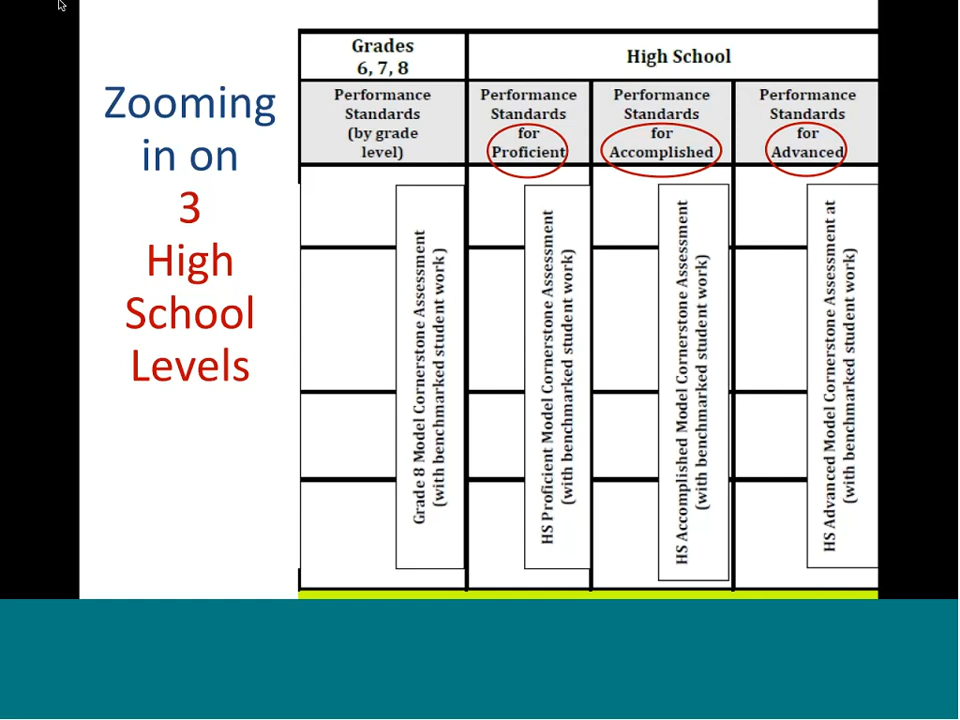 Zooming
in on
3
High
School
Levels
Grades
6, 7, 8
High School
Performance
Standards
(by grade
level)
Performance
Standards
for
Proficient
Performance
Standards
for
Accomplished
Performance
Standards
for
Advanced
Grade 8 Model Cornerstone Assessment
(with benchmarked student work)
HS Proficient Model Cornerstone Assessment
(with benchmarked student work)
HS Accomplished Model Cornerstone Assessment
(with benchmarked student work)
HS Advanced Model Cornerstone Assessment at
(with benchmarked student work)